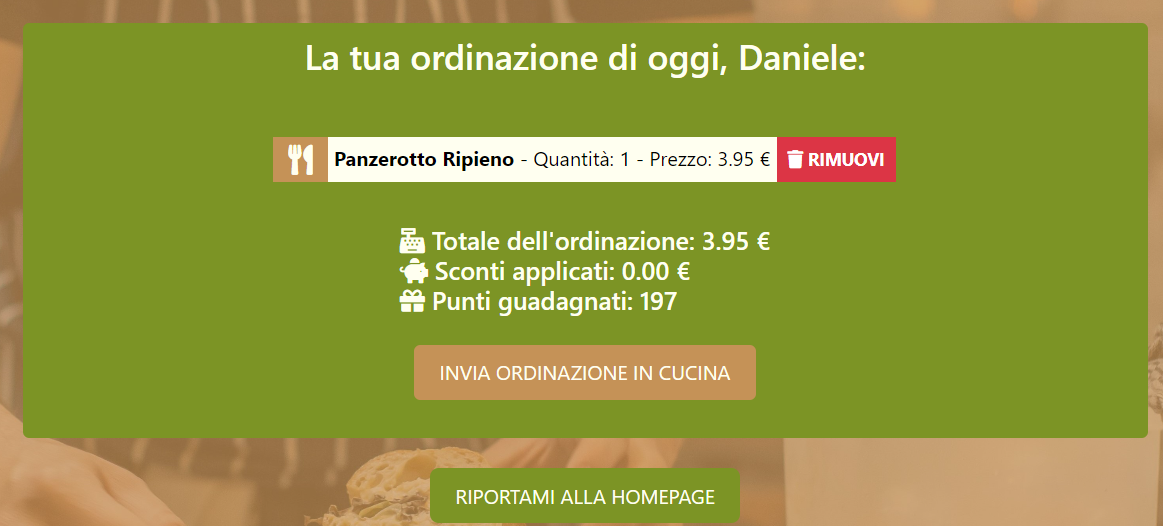 La tua ordinazione di oggi, Daniele:
Panzerotto Ripieno - Quantità: 1 - Prezzo: 3.95 € RIMUOVI
Totale dell'ordinazione: 3.95 €
Sconti applicati: 0.00 €
Punti guadagnati: 197
INVIA ORDINAZIONE IN CUCINA
RIPORTAMI ALLA HOMEPAGE